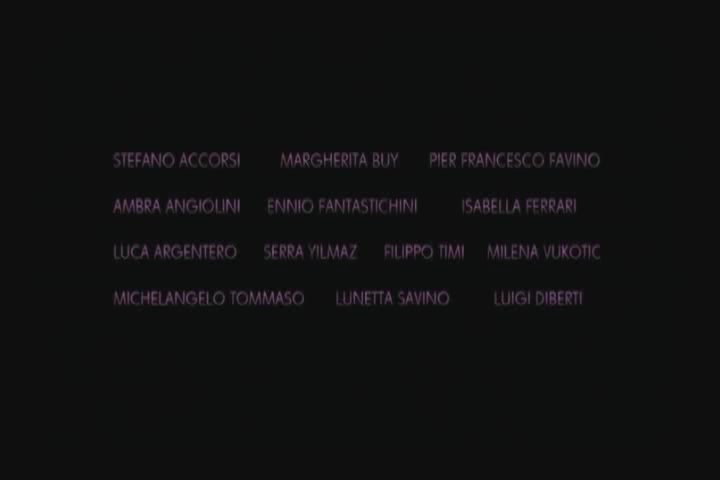 STEFANO ACCORSI MARGHERITA BUY PIER FRANCESCO FAVINO
AMBRA ANGIOLINI ENNIO FANTASTICHINI ISABELLA FERRARI
LUCA ARGENTERO SERRA YILMAZ FILIPPO TIMI MILENA VUKOTIC
MICHELANGELO TOMMASO LUNETTA SAVINO LUIGI DIBERTI